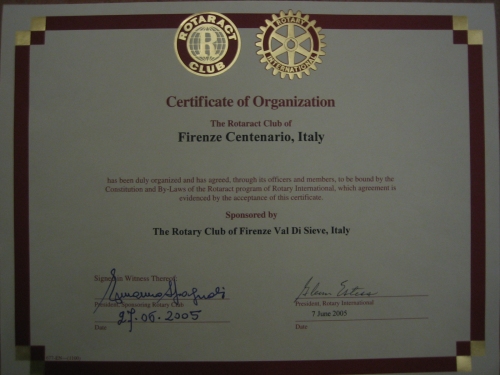 ROTARACT
CLUB
ROTARY
INTERNATIONAL
Certificate of Organization
The Rotaract Club of
Firenze Centenario, Italy
has been duly organized and has agreed, through its officers and members, to be bound by the
Constitution and By-Laws of the Rotaract program of Rotary International, which agreement is
evidenced by the acceptance of this certificate.
Sponsored by
The Rotary Club of Firenze Val Di Sieve, Italy
Signed in Witness Thereof:
President, Sponsoring Rotary Club
President, Rotary International
27.06.2005
7 June 2005
Date
Date